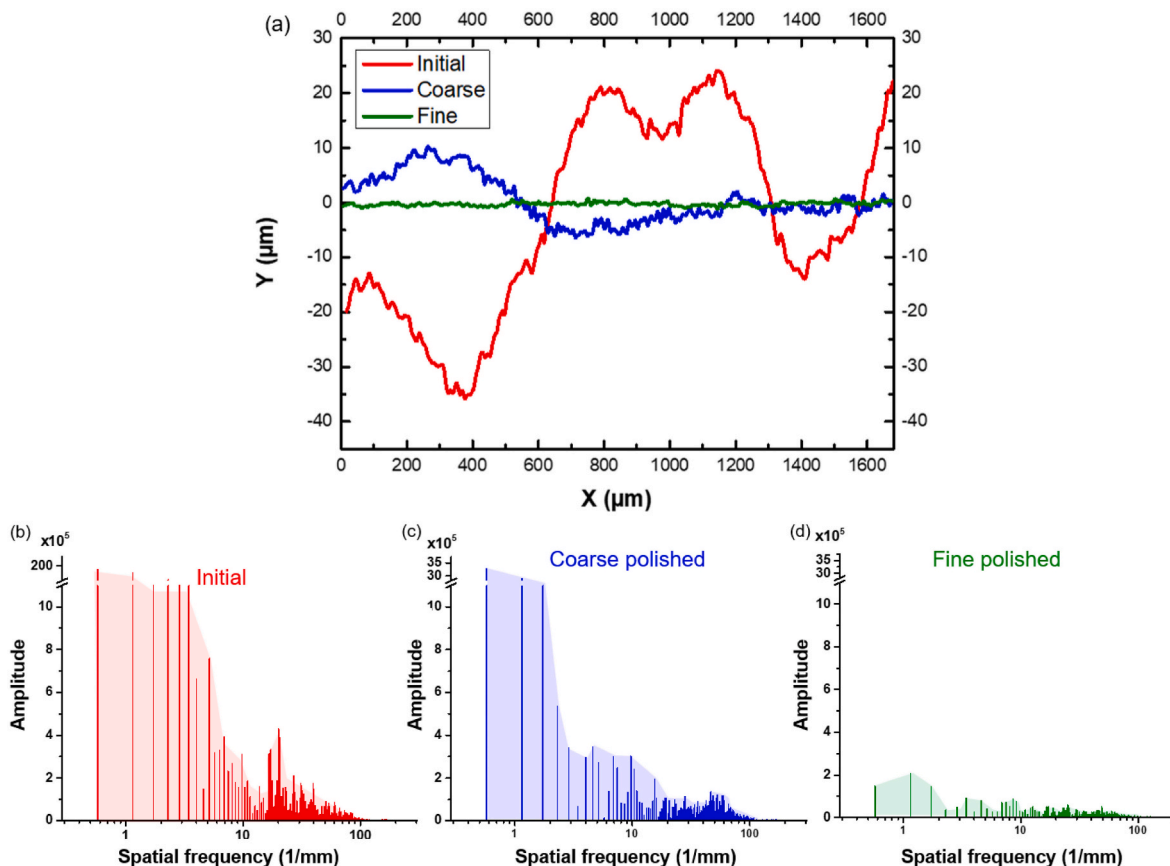 (a)
0 200 400 600 800 1000 1200 1400 1600
30 30
Initial
Coarse
Fine
20 20
10 10
0 0
-10 -10
-20 -20
-30 -30
-40 -40
Y (µm)
0 200 400 600 800 1000 1200 1400 1600
X (µm)
(b)
x10⁵
Initial
200
10
8
6
4
2
0
Amplitude
1 10 100
Spatial frequency (1/mm)
(c)
x10⁵
Coarse polished
35
30
10
8
6
4
2
0
Amplitude
1 10 100
Spatial frequency (1/mm)
(d)
x10⁵
Fine polished
35
30
10
8
6
4
2
0
Amplitude
1 10 100
Spatial frequency (1/mm)